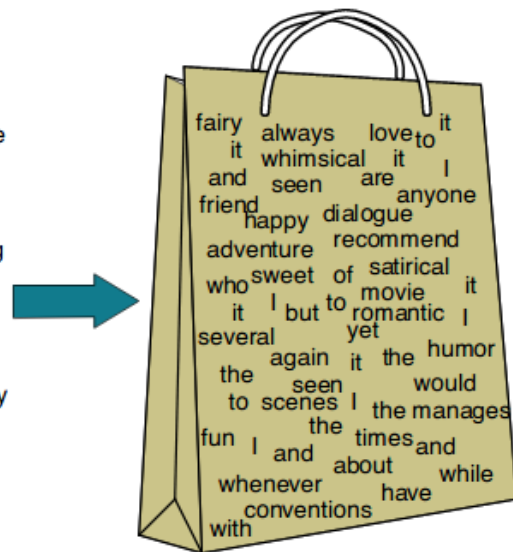 e
g
y
fairy always love to it
it whimsical it I
and seen are anyone
friend happy dialogue
adventure recommend
who sweet of satirical
it I but to movie it
romantic I
several yet
again it the humor
the seen would
to scenes I the manages
fun I and the times and
about while
whenever have
conventions
with